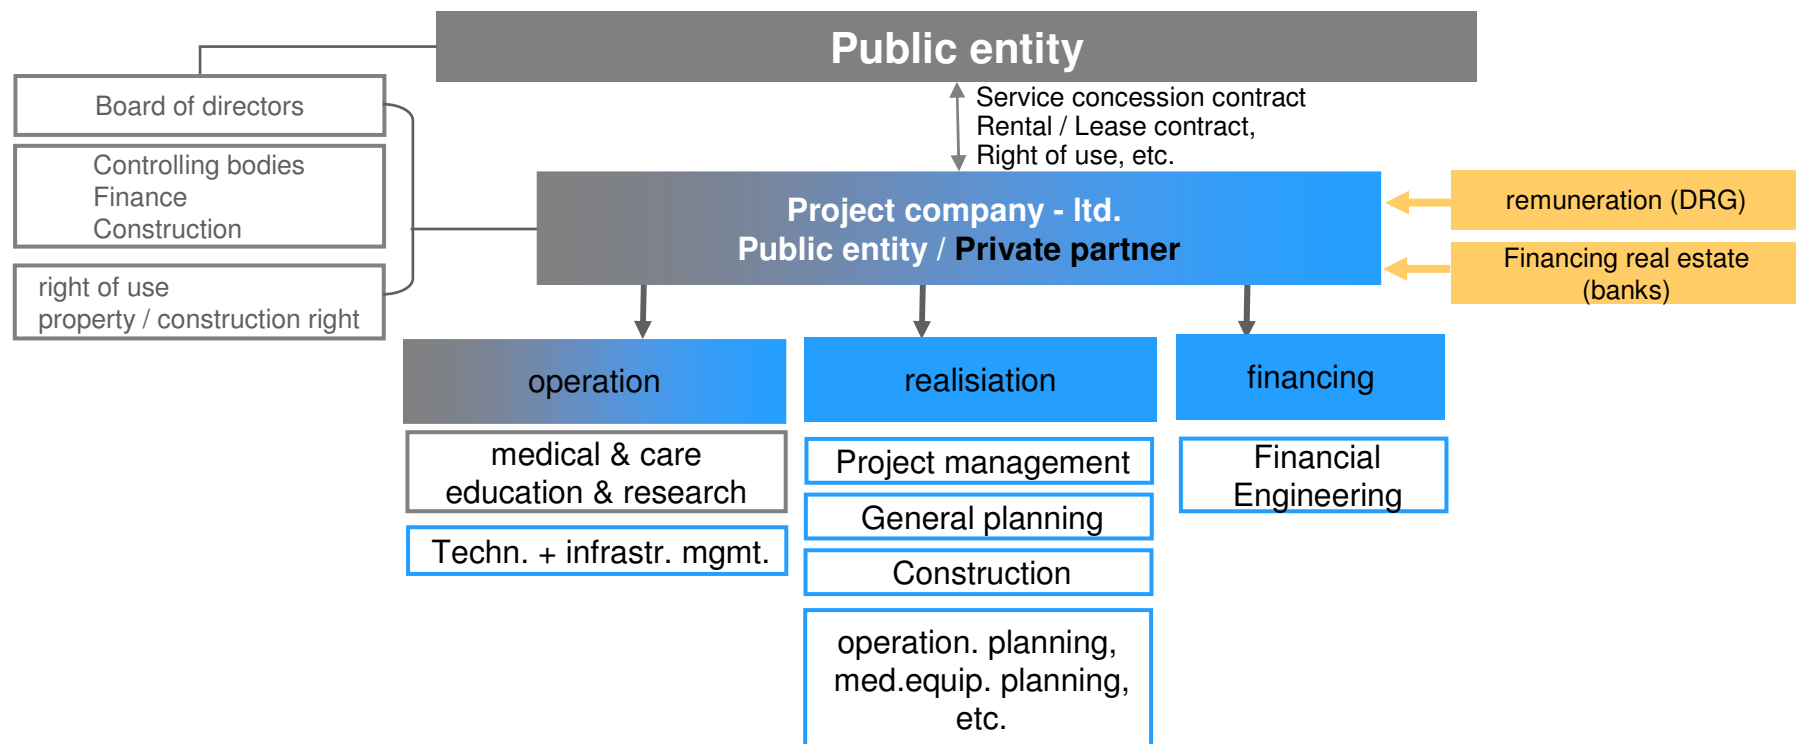 Public entity
Board of directors
Service concession contract
Rental / Lease contract,
Right of use, etc.
Controlling bodies
Finance
Construction
Project company - ltd.
Public entity / Private partner
remuneration (DRG)
Financing real estate
(banks)
right of use
property / construction right
operation
realisiation
financing
medical & care
education & research
Techn. + infrastr. mgmt.
Project management
General planning
Construction
operation. planning,
med.equip. planning,
etc.
Financial
Engineering